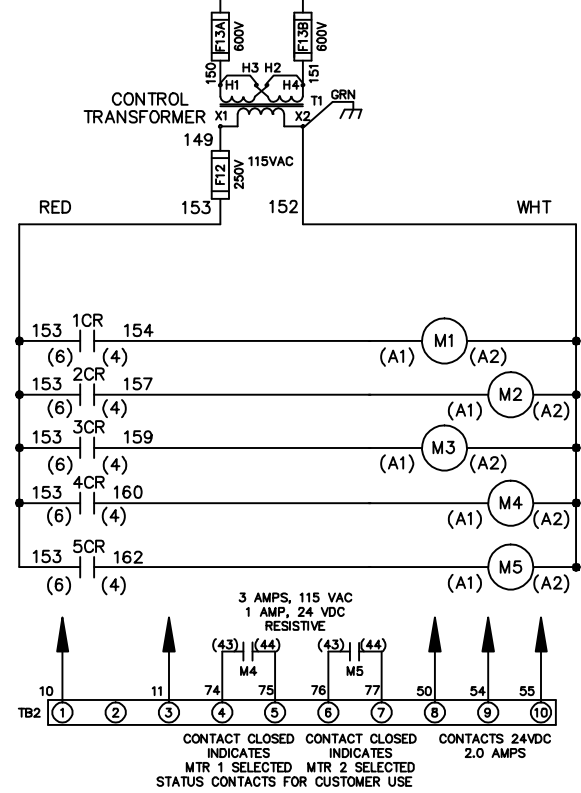 F13A 600V F13B 600V
150 H3 H2 151
H1 H4
CONTROL TRANSFORMER
T1 GRN
X1 X2
149
F12 250V 115VAC
153 152
RED WHT
1CR
153 154 M1
(6) (4) (A1) (A2)
2CR
153 157 M2
(6) (4) (A1) (A2)
3CR
153 159 M3
(6) (4) (A1) (A2)
4CR
153 160 M4
(6) (4) (A1) (A2)
5CR
153 162 M5
(6) (4) (A1) (A2)
3 AMPS, 115 VAC
1 AMP, 24 VDC
RESISTIVE
(43) (44) (43) (44)
M4 M5
10 11 74 75 76 77 50 54 55
TB2 1 2 3 4 5 6 7 8 9 10
CONTACT CLOSED
INDICATES
MTR 1 SELECTED
CONTACT CLOSED
INDICATES
MTR 2 SELECTED
STATUS CONTACTS FOR CUSTOMER USE
CONTACTS 24VDC
2.0 AMPS